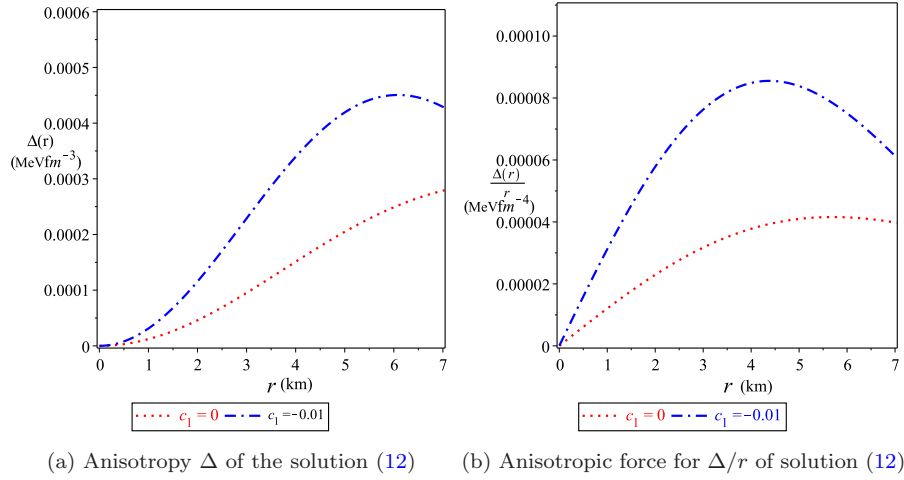 0.0006
0.0005
0.0004
Δ(r)
(MeVfm⁻³)
0.0003
0.0002
0.0001
0
0 1 2 3 4 5 6 7
r (km)
c₁ = 0 c₁ =−0.01
(a) Anisotropy Δ of the solution (12)
0.00010
0.00008
0.00006
Δ(r)
r
(MeVfm⁻⁴)
0.00004
0.00002
0
0 1 2 3 4 5 6 7
r (km)
c₁ = 0 c₁ =−0.01
(b) Anisotropic force for Δ/r of solution (12)